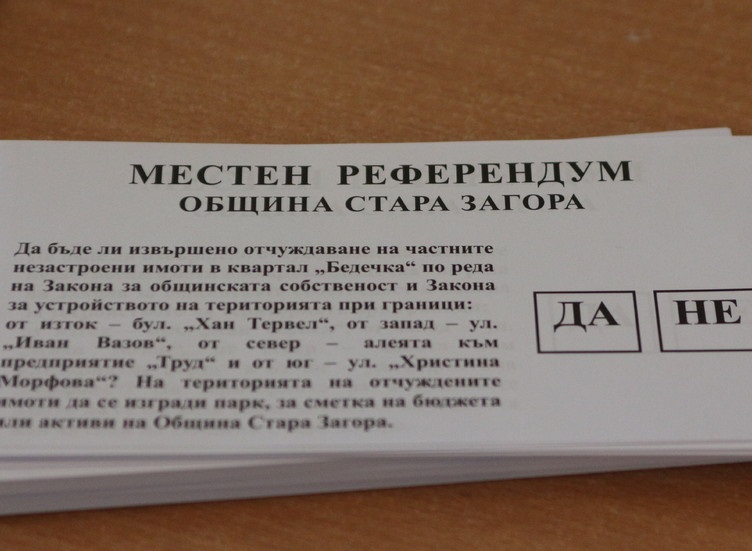 МЕСТЕН РЕФЕРЕНДУМ
ОБЩИНА СТАРА ЗАГОРА
Да бъде ли извършено отчуждаване на частните
незастроени имоти в квартал „Бедечка“ по реда
на Закона за общинската собственост и Закона
за устройството на територията при граници:
от изток – бул. „Хан Тервел“, от запад – ул.
„Иван Вазов“, от север – алеята към
предприятие „Труд“ и от юг – ул. „Христина
Морфова“? На територията на отчуждените
имоти да се изгради парк, за сметка на бюджета
или активи на Община Стара Загора.
ДА
НЕ